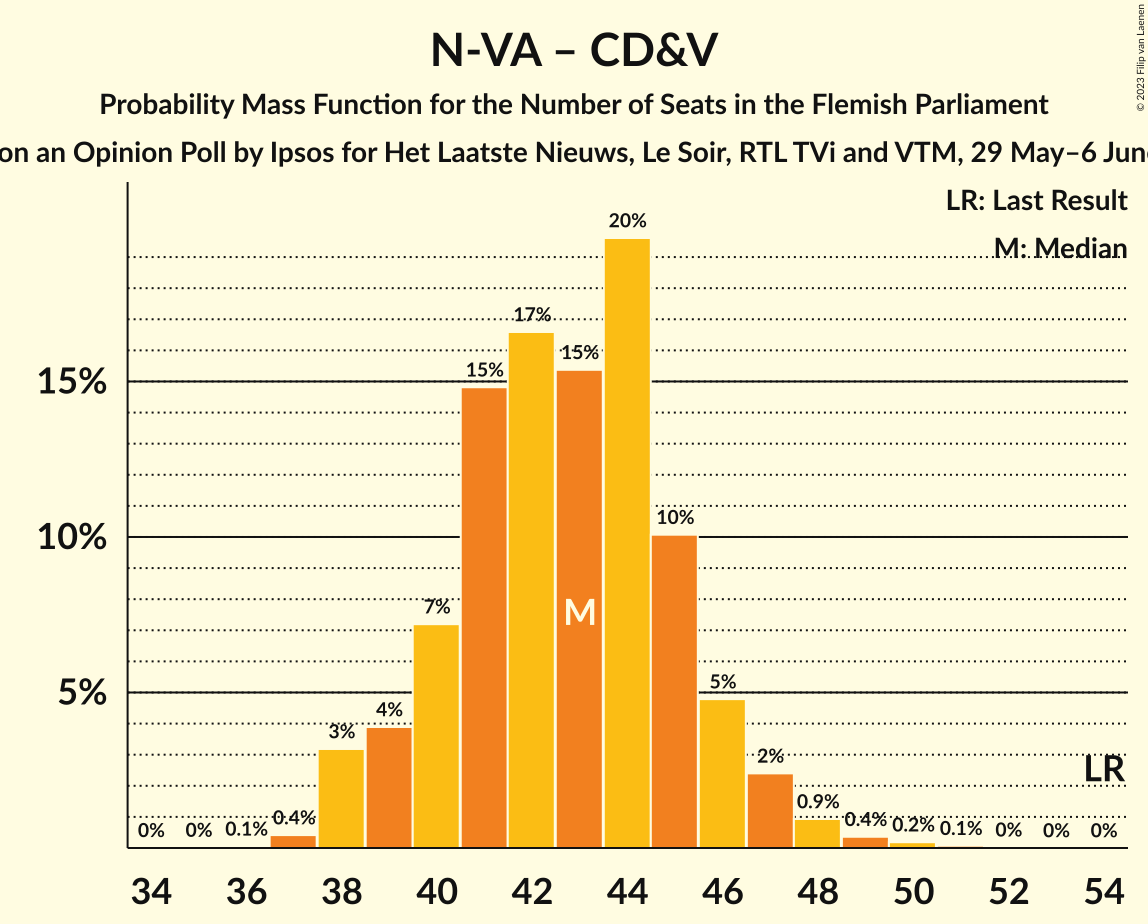 © 2023 Filip van Laenen
N-VA – CD&V
Probability Mass Function for the Number of Seats in the Flemish Parliament
on an Opinion Poll by Ipsos for Het Laatste Nieuws, Le Soir, RTL TVi and VTM, 29 May–6 Jun
LR: Last Result
M: Median
20%
17%
15%
15%
15%
10%
10%
7%
M
5%
5%
4%
3%
2%
LR
0% 0% 0.1% 0.4% 0.9% 0.4% 0.2% 0.1% 0% 0% 0%
34 36 38 40 42 44 46 48 50 52 54